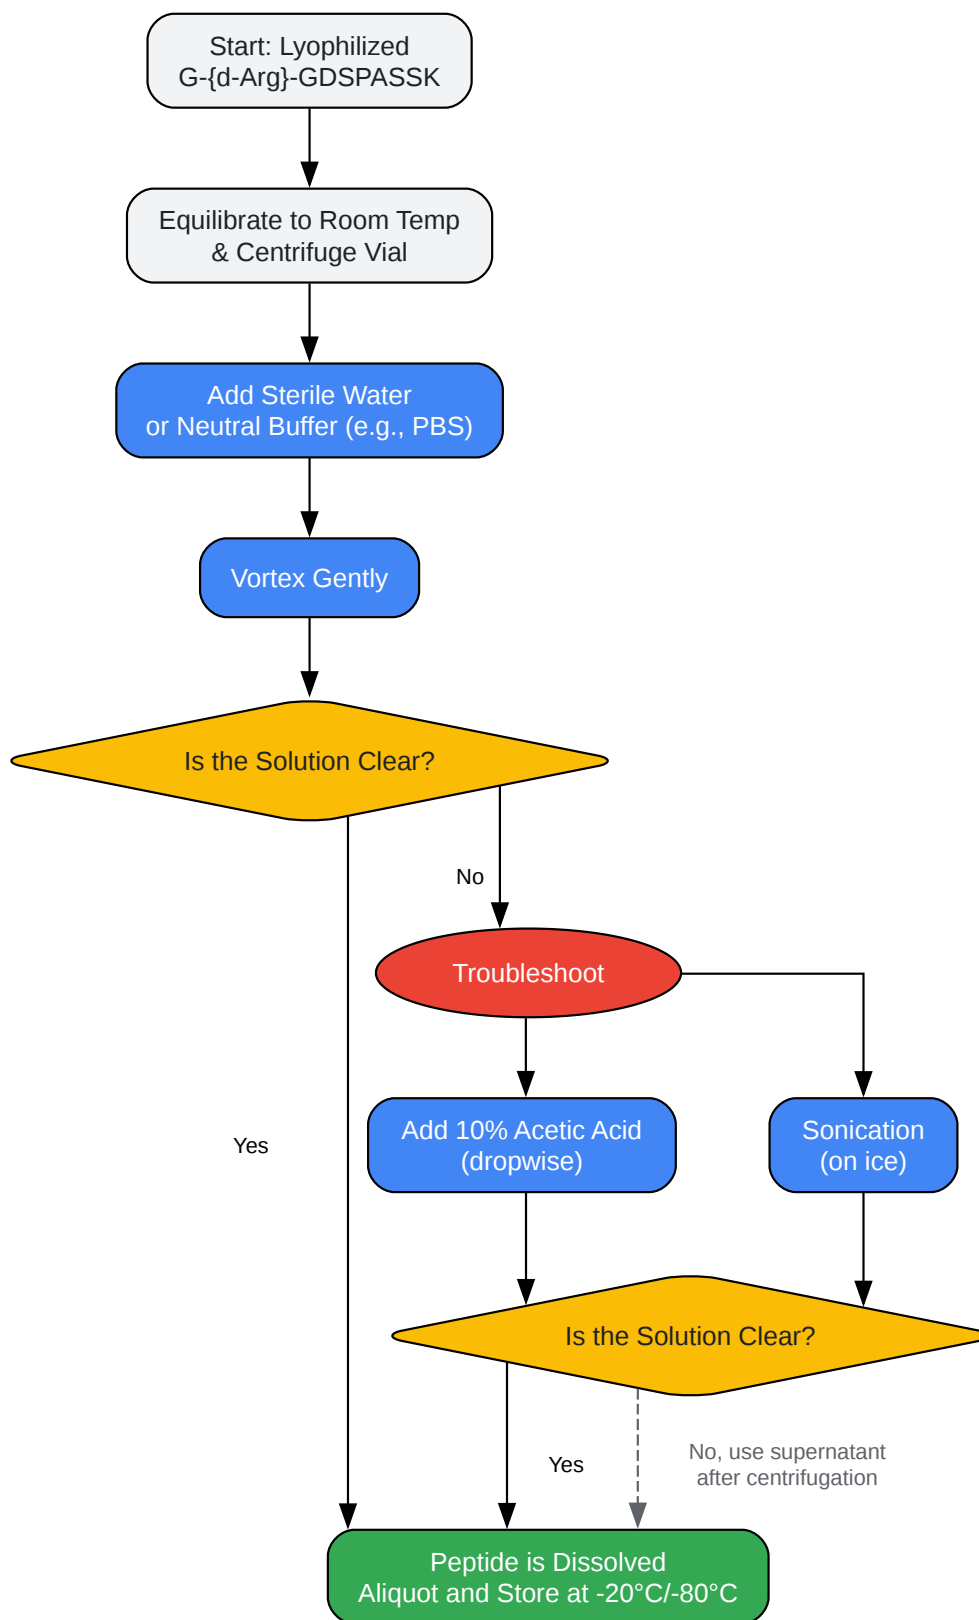 Start: Lyophilized
G-{d-Arg}-GDSPASSK
Equilibrate to Room Temp
& Centrifuge Vial
Add Sterile Water
or Neutral Buffer (e.g., PBS)
Vortex Gently
Is the Solution Clear?
No
Troubleshoot
Yes
Add 10% Acetic Acid
(dropwise)
Sonication
(on ice)
Is the Solution Clear?
Yes
No, use supernatant
after centrifugation
Peptide is Dissolved
Aliquot and Store at -20°C/-80°C